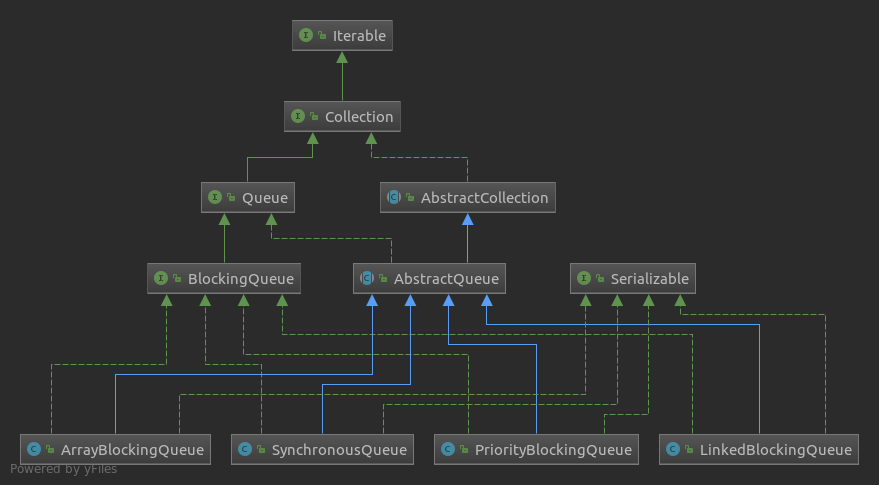 I Iterable
I Collection
I Queue
C AbstractCollection
I BlockingQueue
C AbstractQueue
I Serializable
C ArrayBlockingQueue
C SynchronousQueue
C PriorityBlockingQueue
C LinkedBlockingQueue
Powered by yFiles